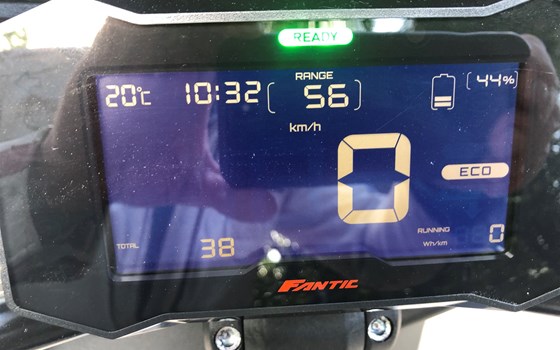 READY
20°C 10:32 RANGE 56 44%
km/h
0
ECO
TOTAL 38
RUNNING
Wh/km 0
FANTIC